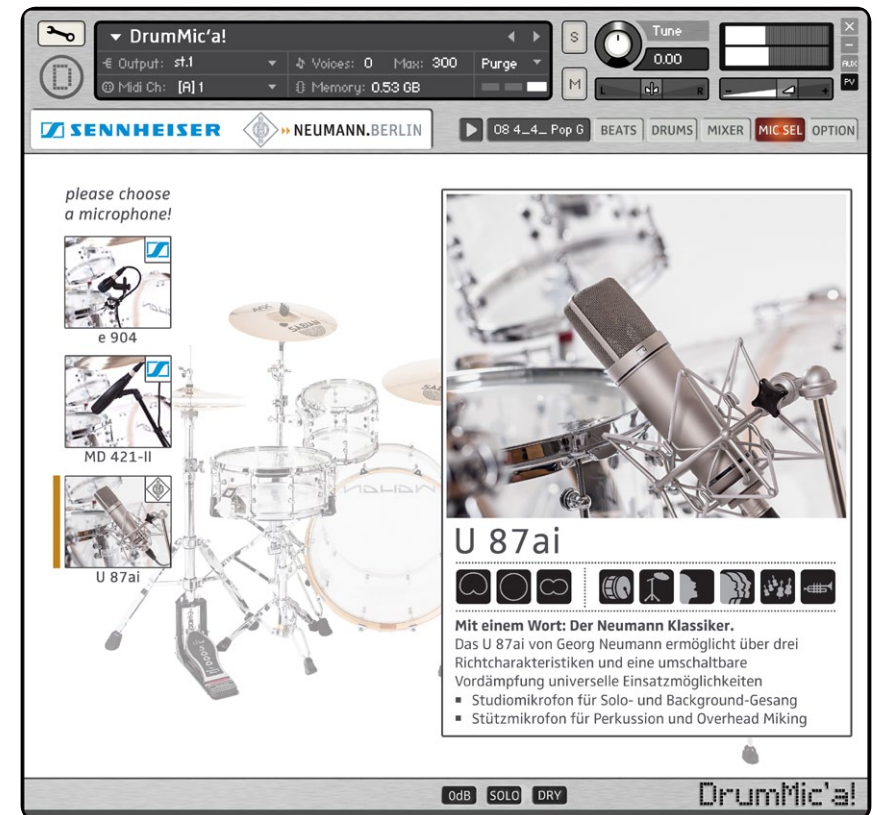 DrumMic'a!
Output: st.1
Voices: 0 Max: 300
Purge
Midi Ch: [A] 1
Memory: 0.53 GB
S
M
Tune
0.00
L R
- +
×
-
AUX
PV
SENNHEISER
NEUMANN.BERLIN
08 4_4_ Pop G
BEATS
DRUMS
MIXER
MIC SEL
OPTION
please choose
a microphone!
e 904
MD 421-II
U 87ai
SABIAN
AAX
5000
U 87ai
Mit einem Wort: Der Neumann Klassiker.
Das U 87ai von Georg Neumann ermöglicht über drei
Richtcharakteristiken und eine umschaltbare
Vordämpfung universelle Einsatzmöglichkeiten
▪ Studiomikrofon für Solo- und Background-Gesang
▪ Stützmikrofon für Perkussion und Overhead Miking
0dB
SOLO
DRY
DrumMic'a!